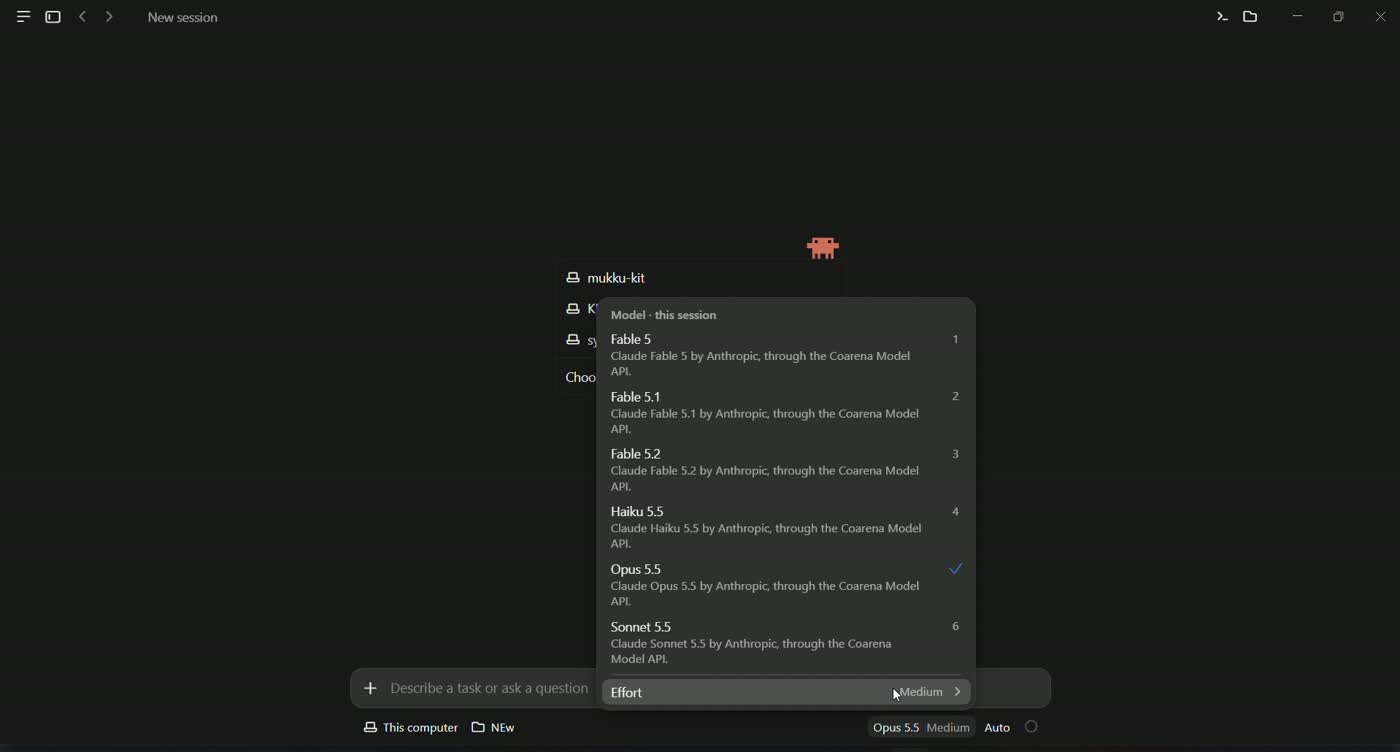 New session
mukku-kit
Model · this session
Fable 5 1
Claude Fable 5 by Anthropic, through the Coarena Model
API.
Choo
Fable 5.1 2
Claude Fable 5.1 by Anthropic, through the Coarena Model
API.
Fable 5.2 3
Claude Fable 5.2 by Anthropic, through the Coarena Model
API.
Haiku 5.5 4
Claude Haiku 5.5 by Anthropic, through the Coarena Model
API.
Opus 5.5
Claude Opus 5.5 by Anthropic, through the Coarena Model
API.
Sonnet 5.5 6
Claude Sonnet 5.5 by Anthropic, through the Coarena
Model API.
Describe a task or ask a question
Effort Medium
This computer NEw
Opus 5.5 Medium Auto